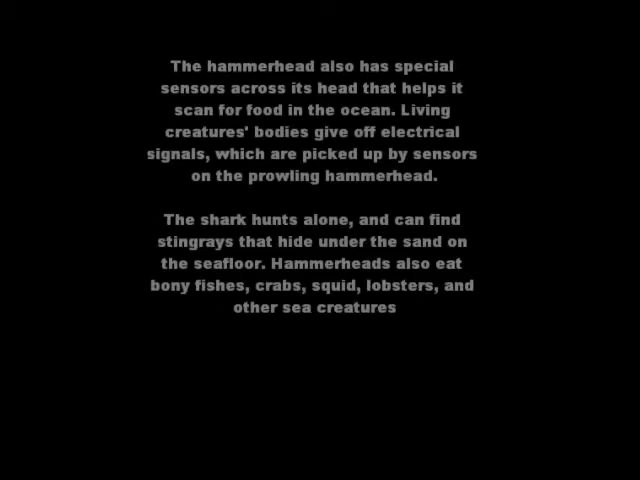 The hammerhead also has special
sensors across its head that helps it
scan for food in the ocean. Living
creatures' bodies give off electrical
signals, which are picked up by sensors
on the prowling hammerhead.
The shark hunts alone, and can find
stingrays that hide under the sand on
the seafloor. Hammerheads also eat
bony fishes, crabs, squid, lobsters, and
other sea creatures